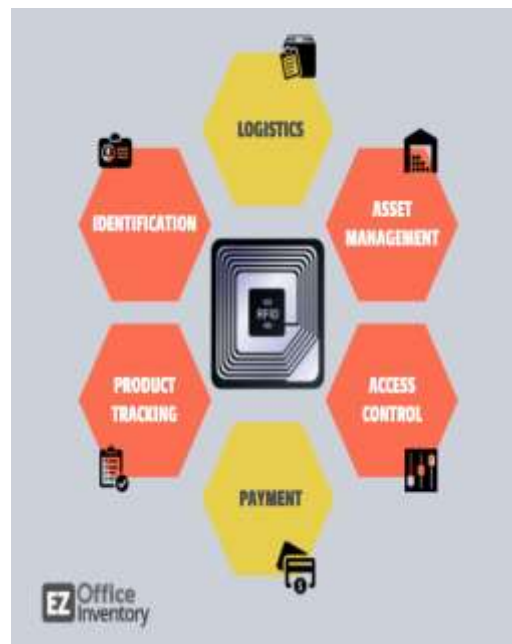 LOGISTICS
IDENTIFICATION
ASSET
MANAGEMENT
RFID
PRODUCT
TRACKING
ACCESS
CONTROL
PAYMENT
EZ Office
Inventory